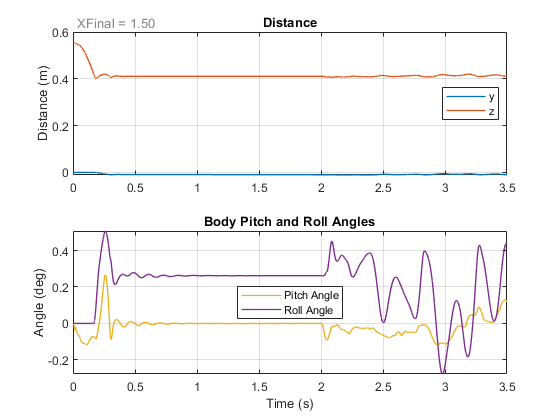 XFinal = 1.50
Distance
0.6
0.4
0.2
0
Distance (m)
y
z
0 0.5 1 1.5 2 2.5 3 3.5
Body Pitch and Roll Angles
0.4
0.2
0
-0.2
Angle (deg)
Pitch Angle
Roll Angle
0 0.5 1 1.5 2 2.5 3 3.5
Time (s)